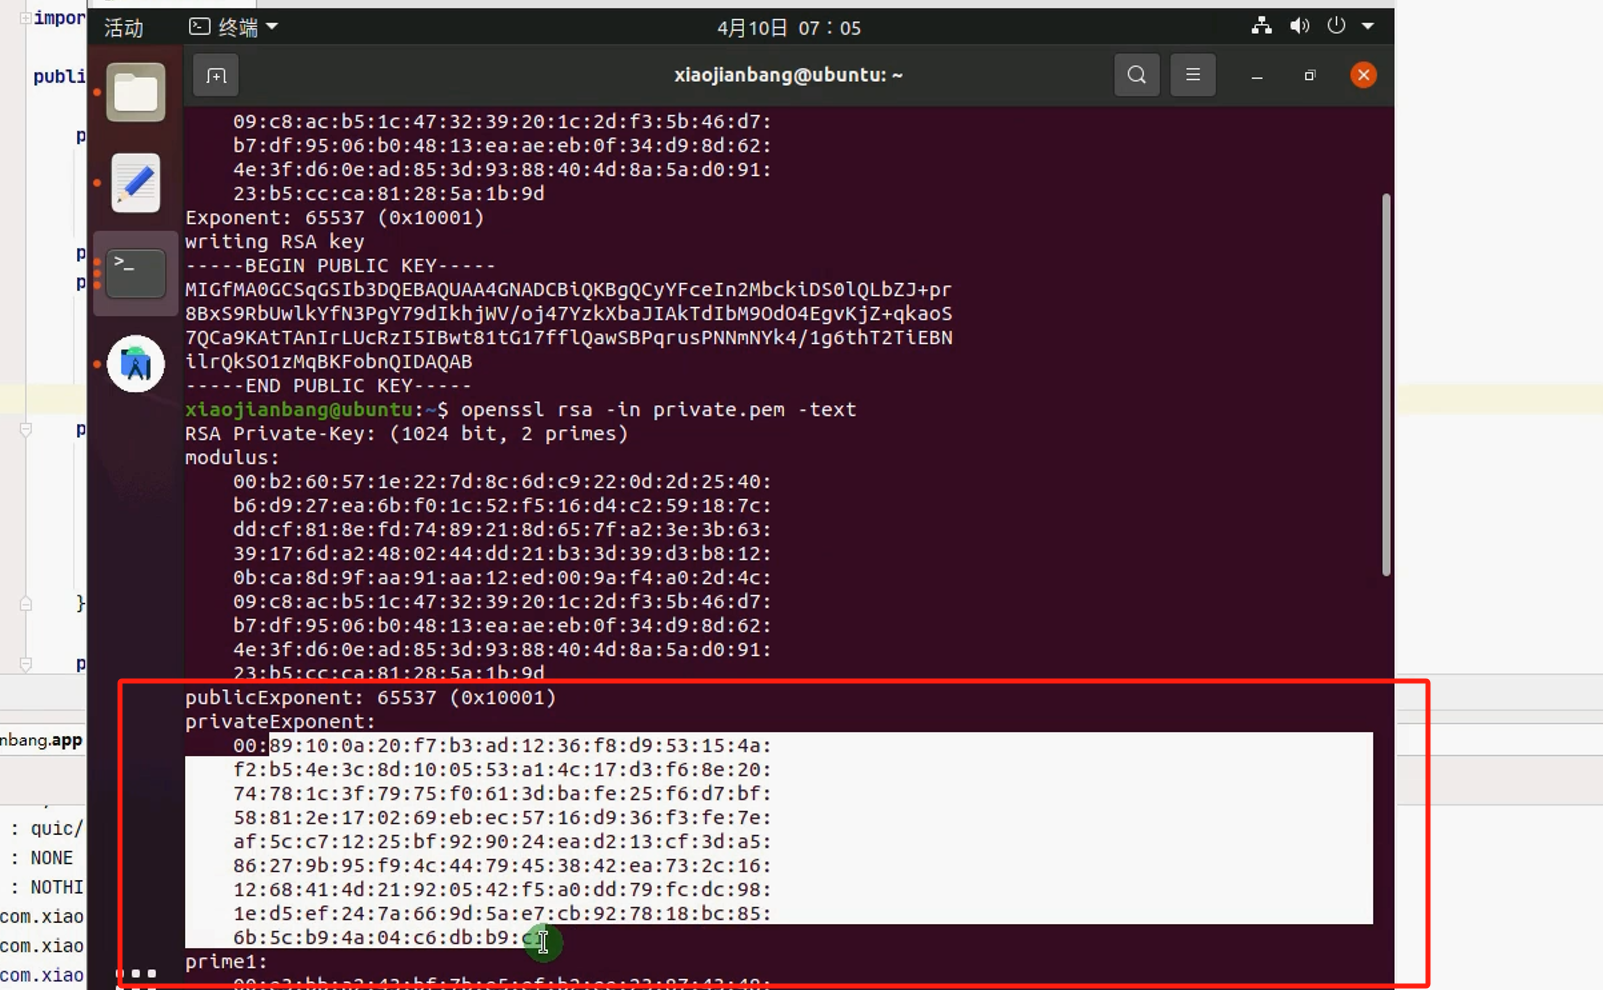 impor
活动
终端
4月10日 07：05
publi
xiaojianbang@ubuntu: ~
09:c8:ac:b5:1c:47:32:39:20:1c:2d:f3:5b:46:d7:
p
b7:df:95:06:b0:48:13:ea:ae:eb:0f:34:d9:8d:62:
4e:3f:d6:0e:ad:85:3d:93:88:40:4d:8a:5a:d0:91:
23:b5:cc:ca:81:28:5a:1b:9d
Exponent: 65537 (0x10001)
writing RSA key
p
-----BEGIN PUBLIC KEY-----
p
MIGfMA0GCSqGSIb3DQEBAQUAA4GNADCBiQKBgQCyYFceIn2MbckiDS0lQLbZJ+pr
8BxS9RbUwlkYfN3PgY79dIkhjWV/oj47YzkXbaJIAkTdIbM9OdO4EgvKjZ+qkaoS
7QCa9KAtTAnIrLUcRzI5IBwt81tG17fflQawSBPqrusPNNmNYk4/1g6thT2TiEBN
ilrQkSO1zMqBKFobnQIDAQAB
-----END PUBLIC KEY-----
xiaojianbang@ubuntu:~$ openssl rsa -in private.pem -text
p
RSA Private-Key: (1024 bit, 2 primes)
modulus:
00:b2:60:57:1e:22:7d:8c:6d:c9:22:0d:2d:25:40:
b6:d9:27:ea:6b:f0:1c:52:f5:16:d4:c2:59:18:7c:
dd:cf:81:8e:fd:74:89:21:8d:65:7f:a2:3e:3b:63:
39:17:6d:a2:48:02:44:dd:21:b3:3d:39:d3:b8:12:
0b:ca:8d:9f:aa:91:aa:12:ed:00:9a:f4:a0:2d:4c:
}
09:c8:ac:b5:1c:47:32:39:20:1c:2d:f3:5b:46:d7:
b7:df:95:06:b0:48:13:ea:ae:eb:0f:34:d9:8d:62:
4e:3f:d6:0e:ad:85:3d:93:88:40:4d:8a:5a:d0:91:
p
23:b5:cc:ca:81:28:5a:1b:9d
publicExponent: 65537 (0x10001)
privateExponent:
nbang.app
00:89:10:0a:20:f7:b3:ad:12:36:f8:d9:53:15:4a:
f2:b5:4e:3c:8d:10:05:53:a1:4c:17:d3:f6:8e:20:
74:78:1c:3f:79:75:f0:61:3d:ba:fe:25:f6:d7:bf:
58:81:2e:17:02:69:eb:ec:57:16:d9:36:f3:fe:7e:
: quic/
af:5c:c7:12:25:bf:92:90:24:ea:d2:13:cf:3d:a5:
: NONE
86:27:9b:95:f9:4c:44:79:45:38:42:ea:73:2c:16:
: NOTHI
12:68:41:4d:21:92:05:42:f5:a0:dd:79:fc:dc:98:
com.xiao
1e:d5:ef:24:7a:66:9d:5a:e7:cb:92:78:18:bc:85:
com.xiao
6b:5c:b9:4a:04:c6:db:b9:
prime1:
com.xiao